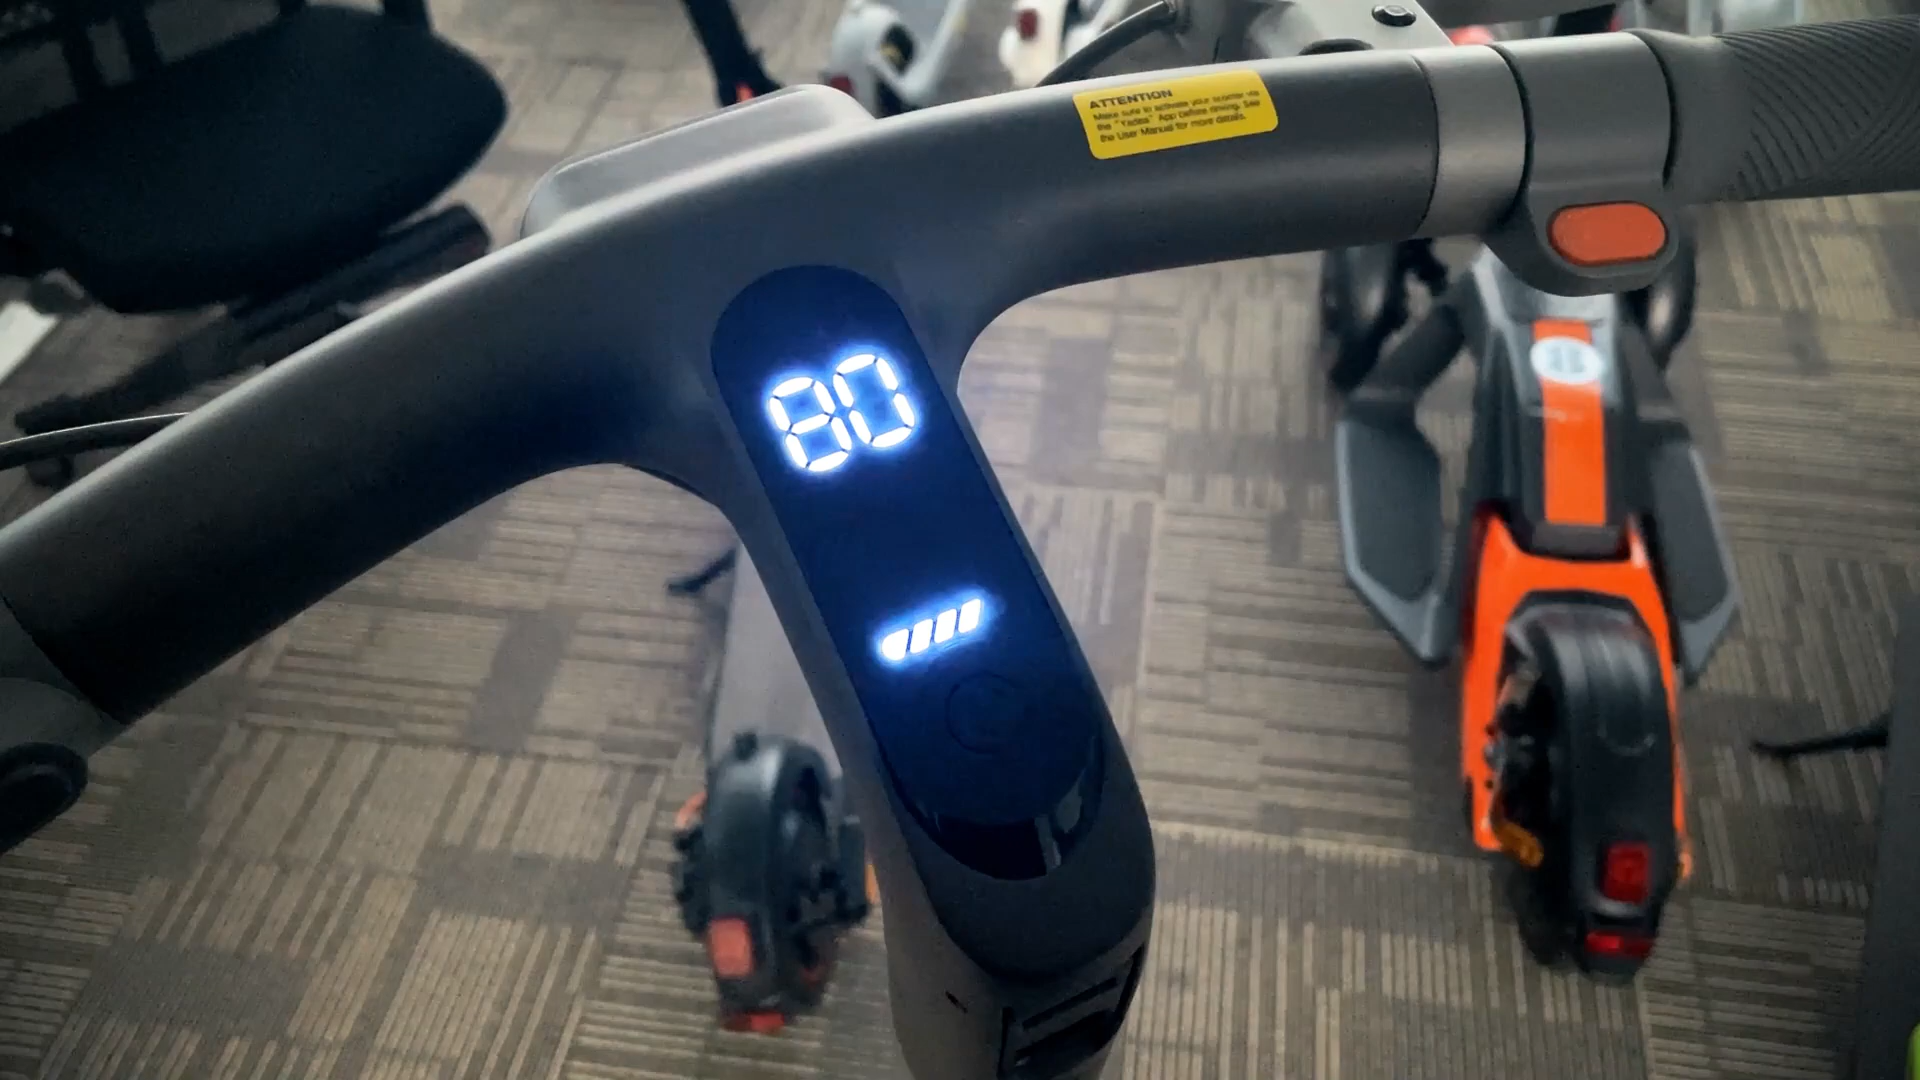 ATTENTION
Make sure to activate your scooter via
the "Yadea" App before driving. See
the User Manual for more details.
80